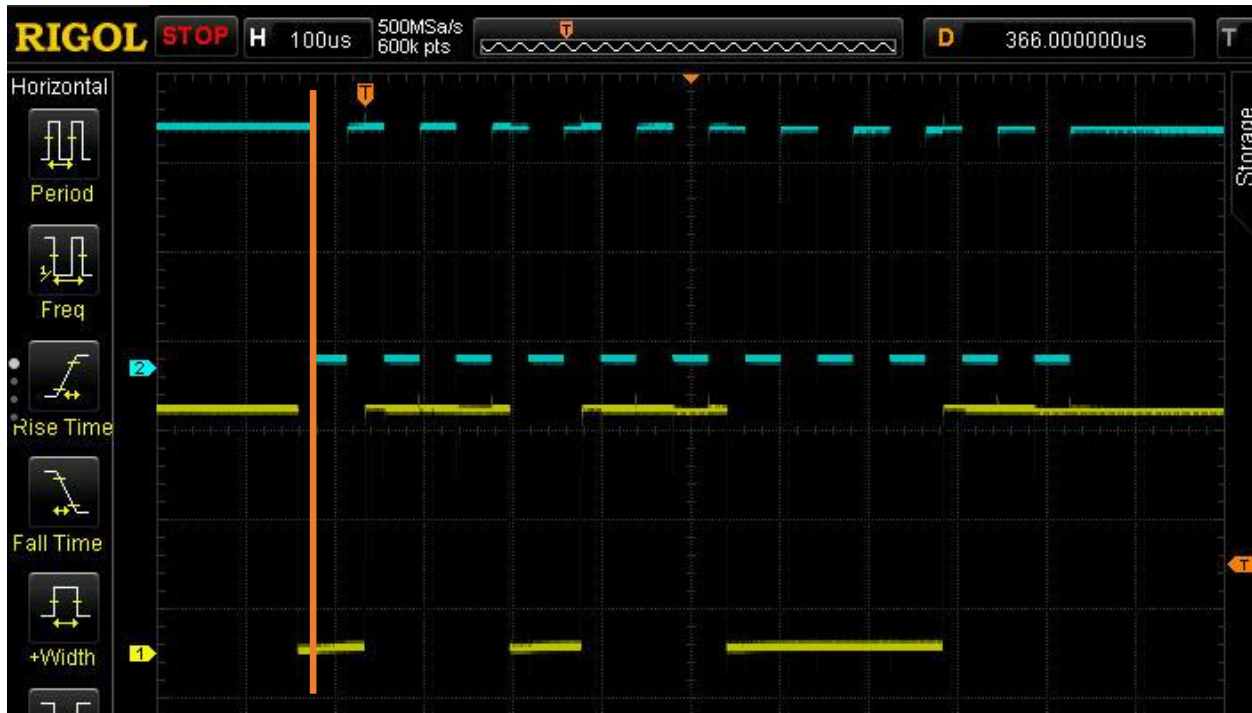 RIGOL STOP H 100us 500MSa/s 600k pts T D 366.000000us T
Horizontal
T
Period
Storage
1/
Freq
2
Rise Time
Fall Time
T
+Width
1